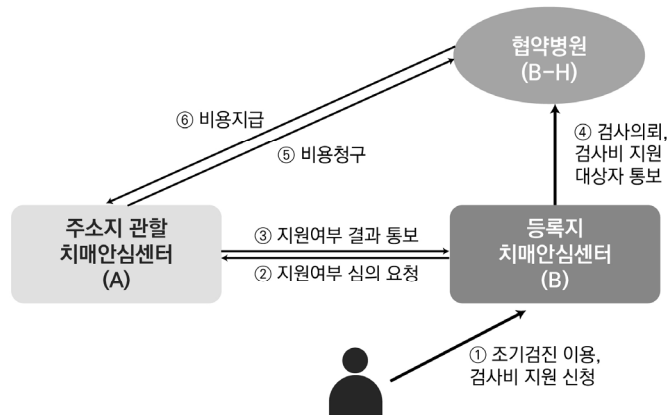 협약병원
(B-H)
⑥ 비용지급
⑤ 비용청구
④ 검사의뢰,
검사비 지원
대상자 통보
주소지 관할
치매안심센터
(A)
③ 지원여부 결과 통보
② 지원여부 심의 요청
등록지
치매안심센터
(B)
① 조기검진 이용,
검사비 지원 신청